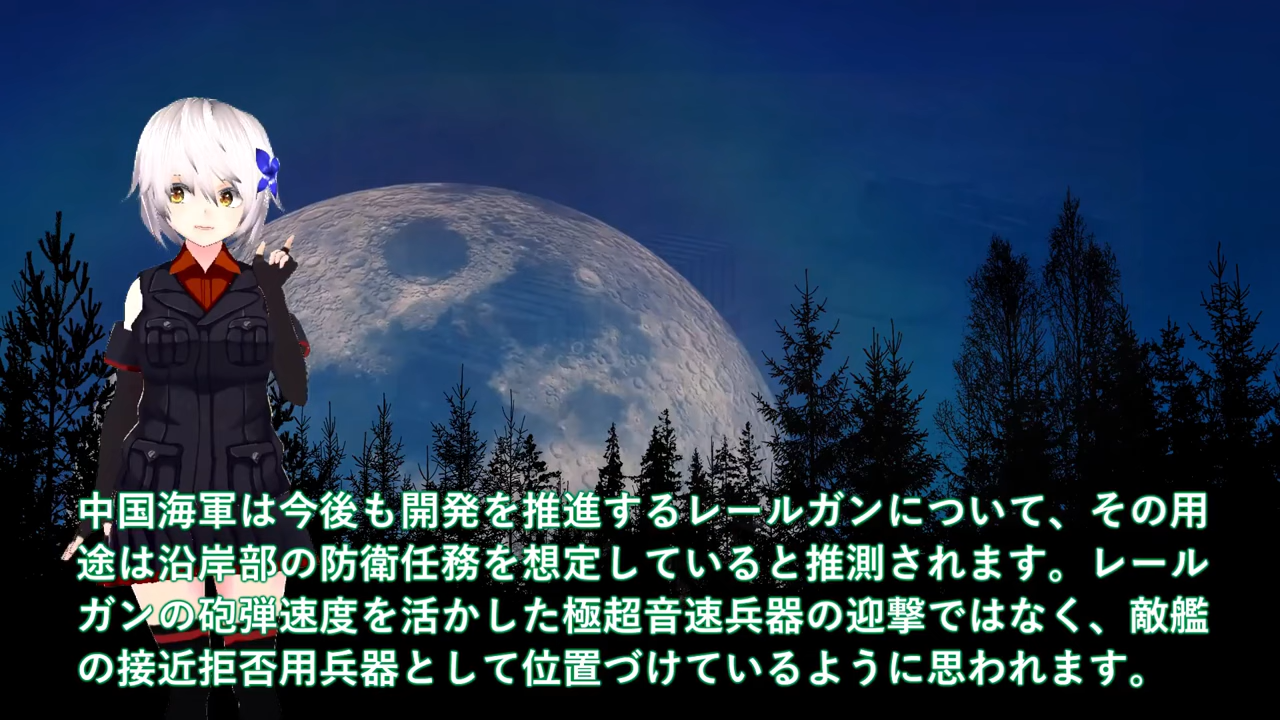 中国海軍は今後も開発を推進するレールガンについて、その用
途は沿岸部の防衛任務を想定していると推測されます。レール
ガンの砲弾速度を活かした極超音速兵器の迎撃ではなく、敵艦
の接近拒否用兵器として位置づけているように思われます。